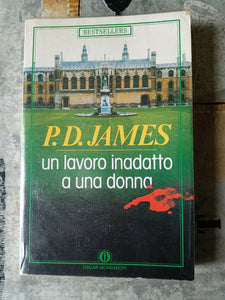 BESTSELLERS
P.D. JAMES
un lavoro inadatto
a una donna
OSCAR MONDADORI